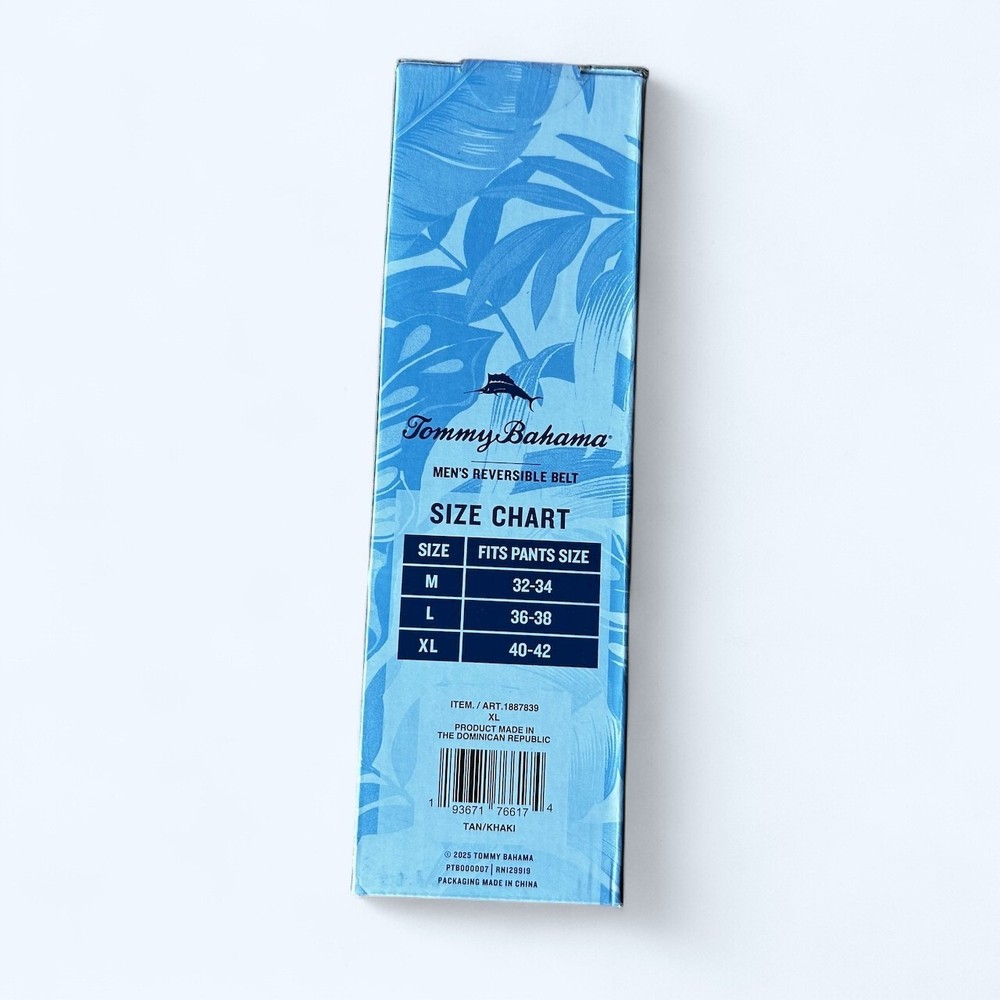 Tommy Bahama
MEN'S REVERSIBLE BELT
SIZE CHART
SIZE FITS PANTS SIZE
M 32-34
L 36-38
XL 40-42
ITEM. / ART.1887839
XL
PRODUCT MADE IN
THE DOMINICAN REPUBLIC
1 93671 76617 4
TAN/KHAKI
© 2025 TOMMY BAHAMA
PTB000007 | RN129919
PACKAGING MADE IN CHINA